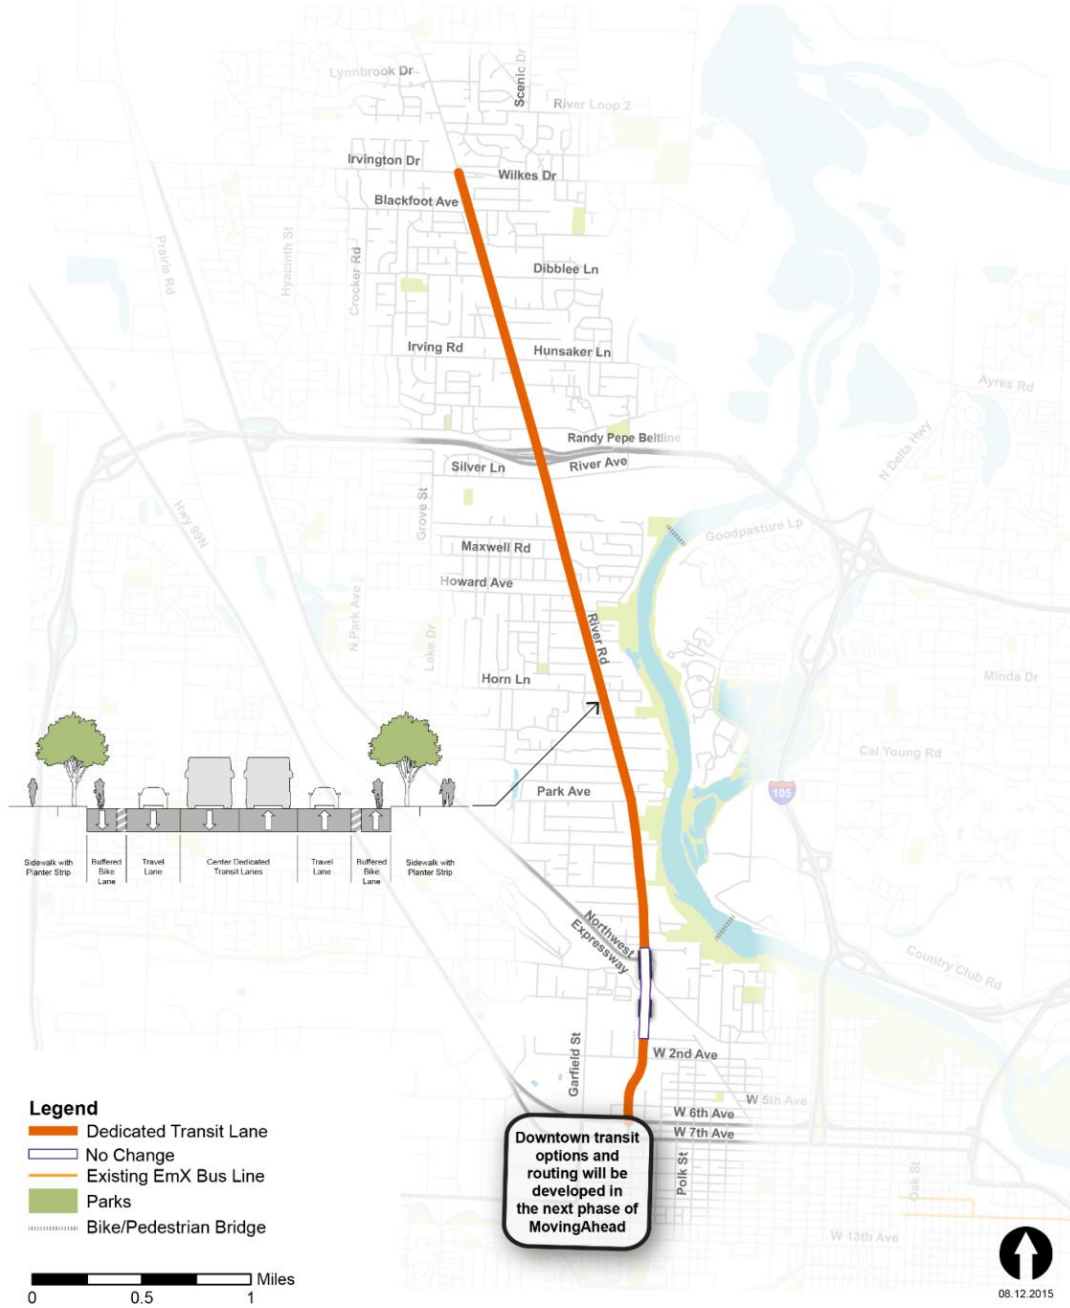 Lynnbrook Dr
Scenic Dr
River Loop 2
Irvington Dr
Wilkes Dr
Blackfoot Ave
Prairie Rd
Hyacinth St
Crocker Rd
Dibblee Ln
Irving Rd
Hunsaker Ln
Ayres Rd
Randy Pape Beltline
Silver Ln
River Ave
N Delta Hwy
Grove St
Hwy 99N
Goodpasture Lp
Maxwell Rd
Howard Ave
N Park Ave
Lake Dr
River Rd
Horn Ln
Minda Dr
Cal Young Rd
Park Ave
105
Sidewalk with
Planter Strip
Buffered
Bike
Lane
Travel
Lane
Center Dedicated
Transit Lanes
Travel
Lane
Buffered
Bike
Lane
Sidewalk with
Planter Strip
Northwest
Expressway
Country Club Rd
Garfield St
W 2nd Ave
W 5th Ave
W 6th Ave
W 7th Ave
Polk St
Oak St
W 13th Ave
Downtown transit
options and
routing will be
developed in
the next phase of
MovingAhead
Legend
Dedicated Transit Lane
No Change
Existing EmX Bus Line
Parks
Bike/Pedestrian Bridge
Miles
0 0.5 1
08.12.2015